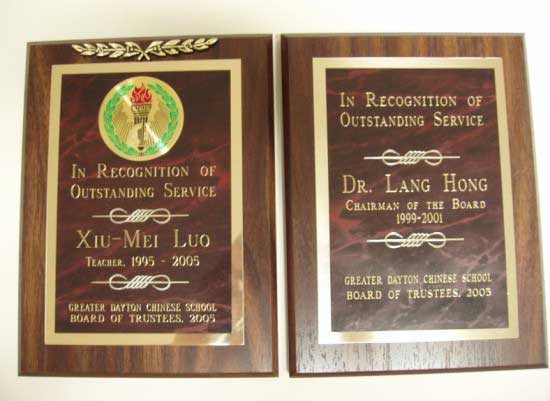 In Recognition of
Outstanding Service
Xiu-Mei Luo
Teacher, 1995 - 2005
Greater Dayton Chinese School
Board of Trustees, 2005
In Recognition of
Outstanding Service
Dr. Lang Hong
Chairman of the Board
1999-2001
Greater Dayton Chinese School
Board of Trustees, 2005